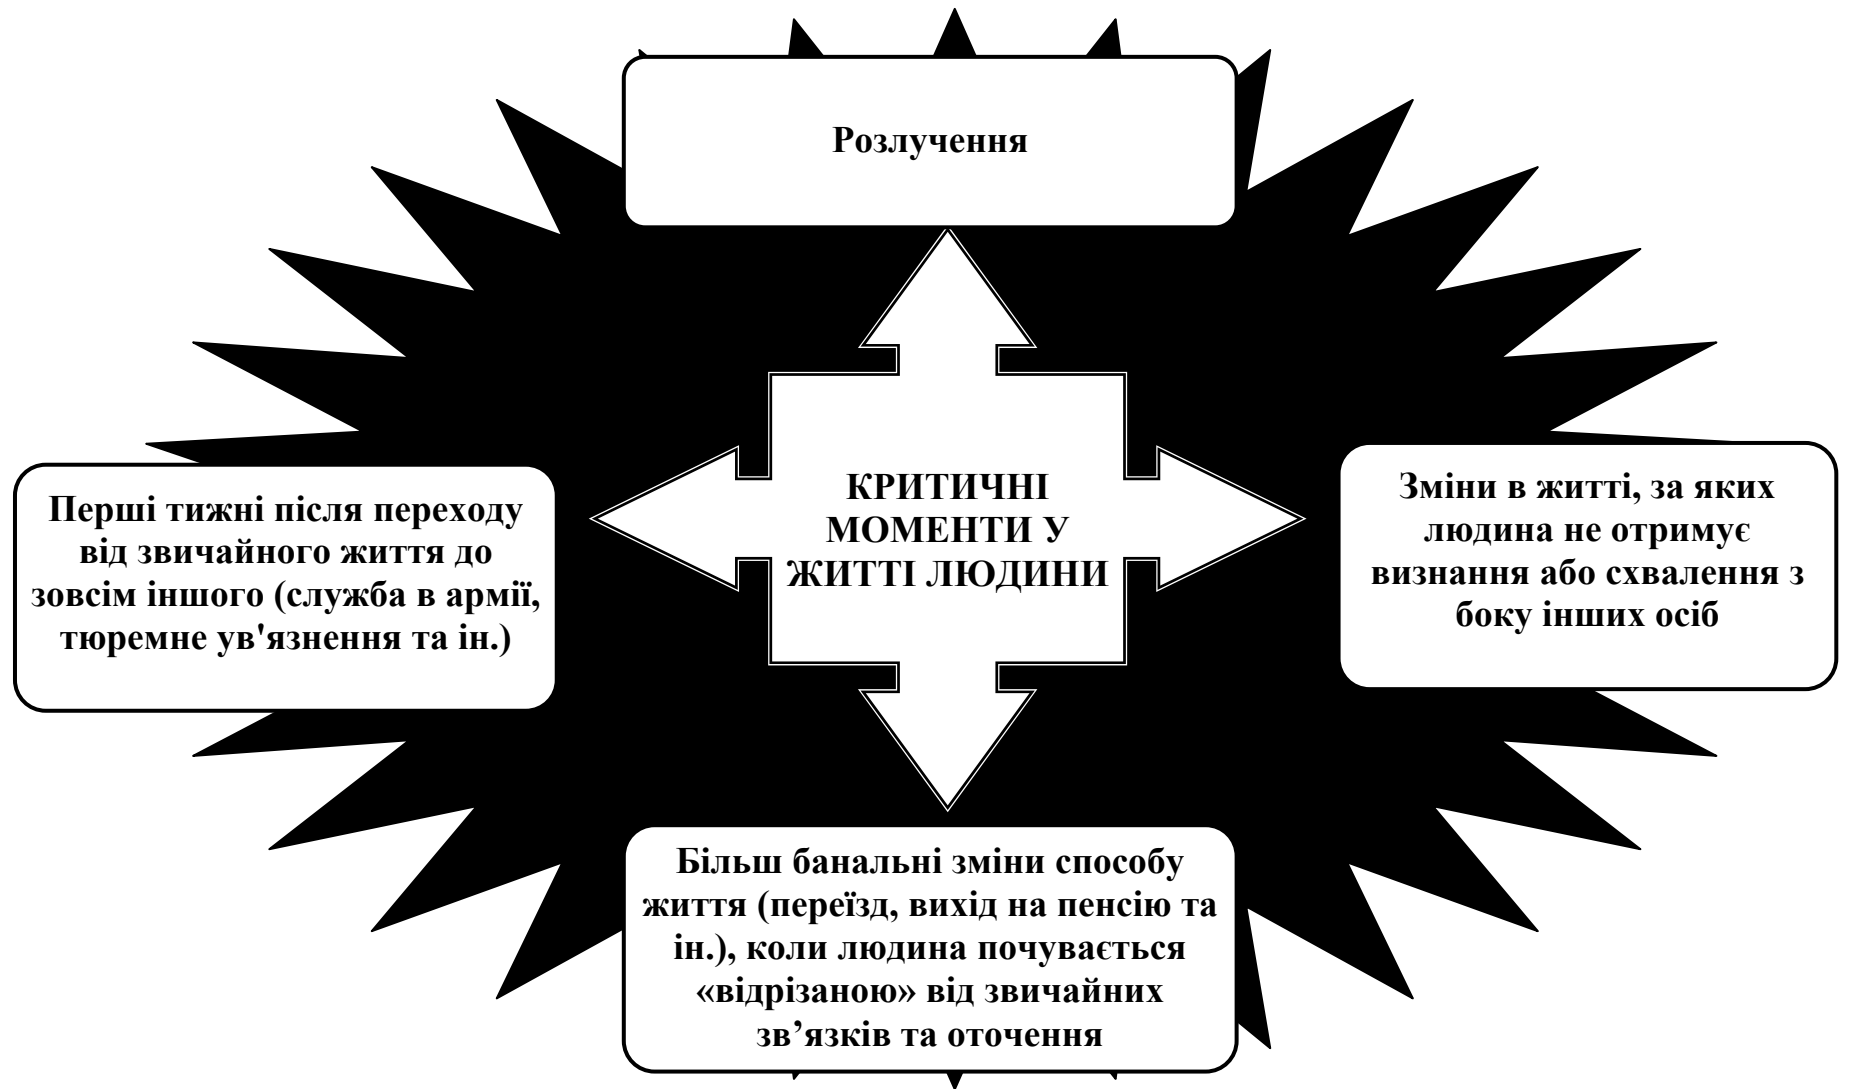 Розлучення
КРИТИЧНІ
МОМЕНТИ У
ЖИТТІ ЛЮДИНИ
Перші тижні після переходу
від звичайного життя до
зовсім іншого (служба в армії,
тюремне ув'язнення та ін.)
Зміни в житті, за яких
людина не отримує
визнання або схвалення з
боку інших осіб
Більш банальні зміни способу
життя (переїзд, вихід на пенсію та
ін.), коли людина почувається
«відрізаною» від звичайних
зв’язків та оточення